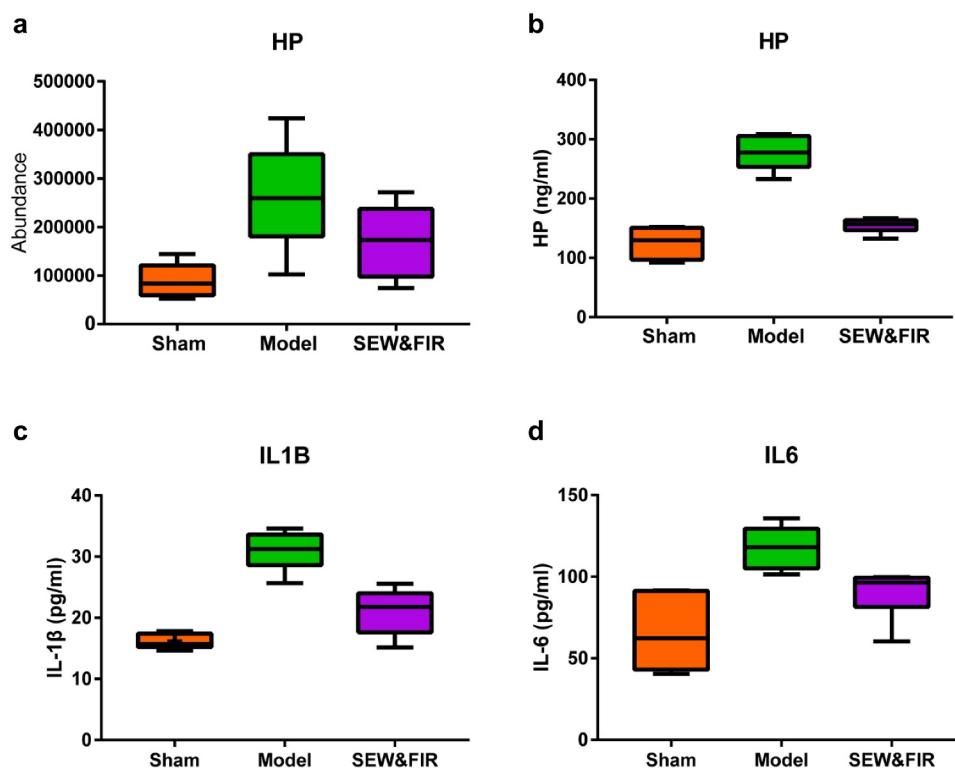 a
HP
Abundance
500000
400000
300000
200000
100000
0
Sham Model SEW&FIR
b
HP
HP (ng/ml)
400
300
200
100
0
Sham Model SEW&FIR
c
IL1B
IL-1β (pg/ml)
40
30
20
10
0
Sham Model SEW&FIR
d
IL6
IL-6 (pg/ml)
150
100
50
0
Sham Model SEW&FIR